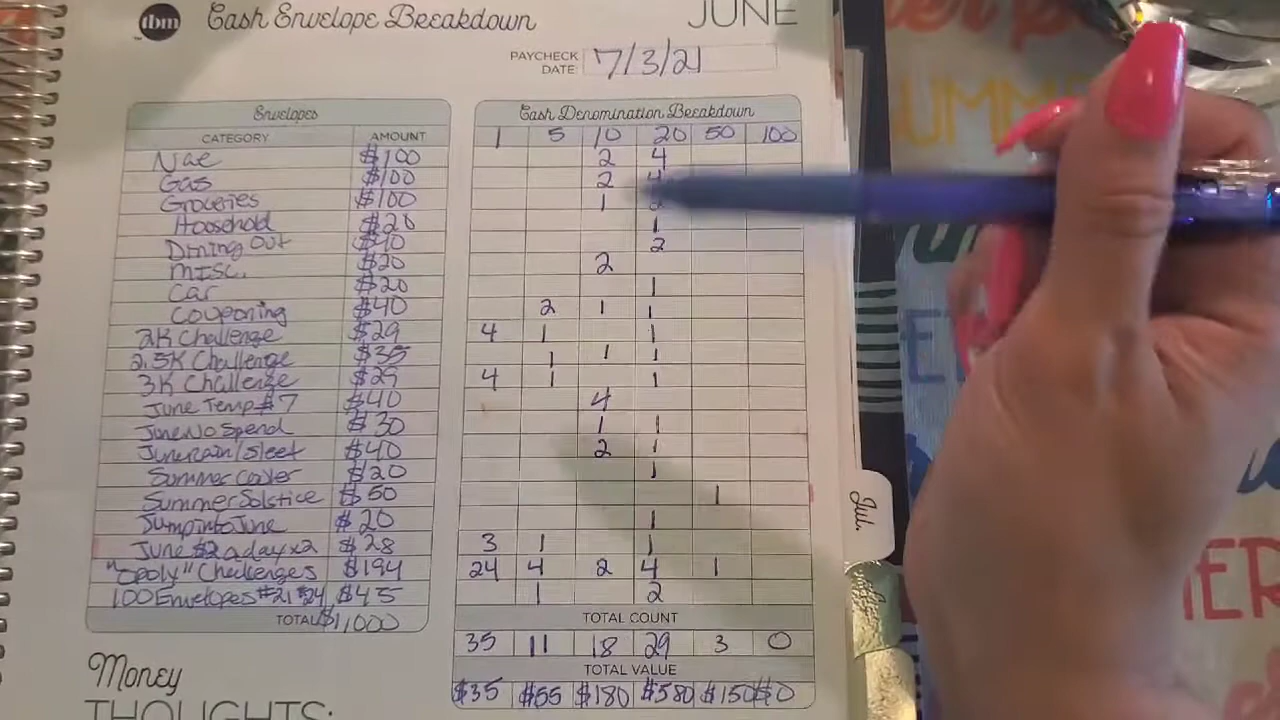 tbm Cash Envelope Breakdown JUNE
PAYCHECK DATE: 7/3/21
Envelopes
CATEGORY AMOUNT
Nae $100
Gas $100
Groceries $100
Household $20
Dining Out $40
Misc. $20
Car $20
Couponing $40
2K Challenge $29
2.5K Challenge $35
3K Challenge $29
June Temp #7 $40
June No Spend $30
June Rain/Sleet $40
Summer Cooler $20
Summer Solstice $50
Jump into June $20
June $2 a day x2 $28
"Opoly" Challenges $194
100 Envelopes #21 $24 $45
TOTAL $1,000
Cash Denomination Breakdown
1 5 10 20 50 100
2 4
2 4
1
1
2
2
1
2 1 1
4 1 1
1 1 1
4 1 1
4
1 1
2 1
1
1
1
3 1 1
24 4 2 4 1
1 2
TOTAL COUNT
35 11 18 29 3 0
TOTAL VALUE
$35 $55 $180 $580 $150 $0
Money
THOUGHTS:
Jul.
SUMM